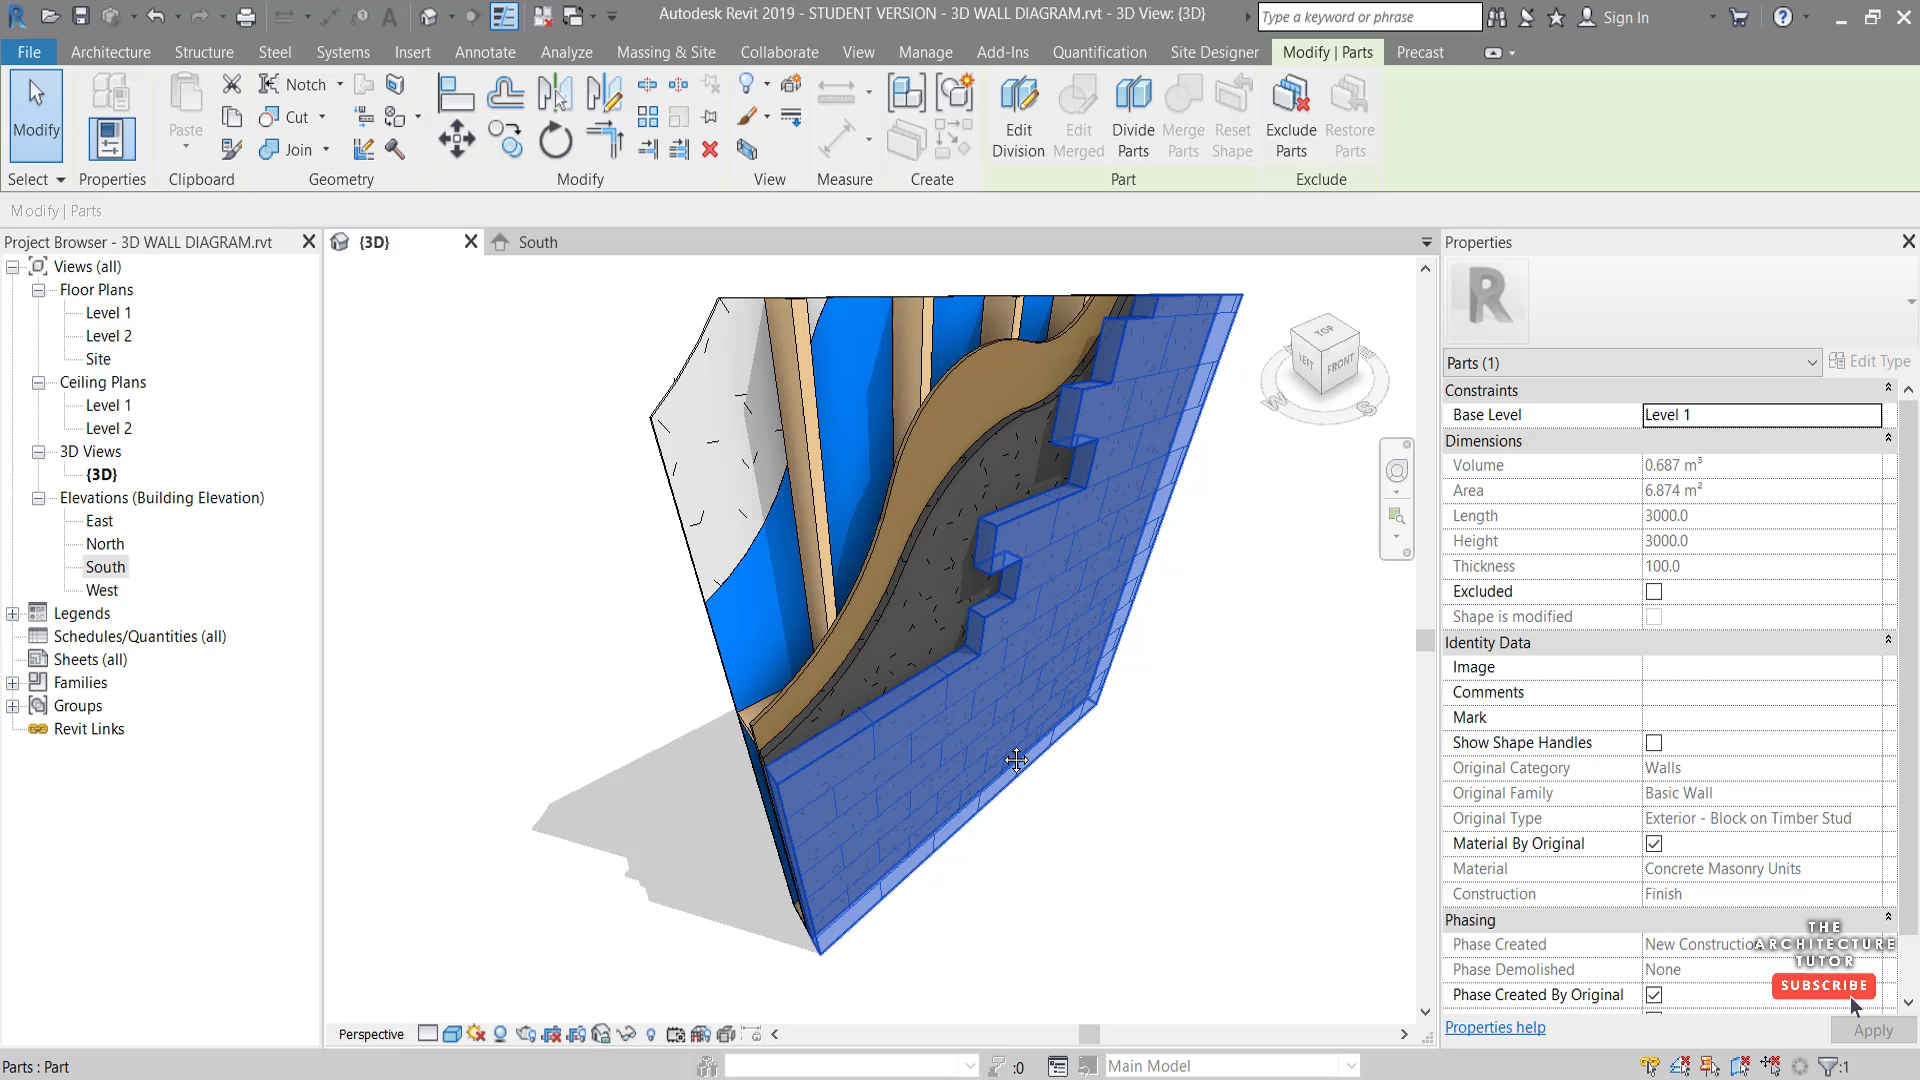 Autodesk Revit 2019 - STUDENT VERSION - 3D WALL DIAGRAM.rvt - 3D View: {3D}
Type a keyword or phrase
Sign In
File Architecture Structure Steel Systems Insert Annotate Analyze Massing & Site Collaborate View Manage Add-Ins Quantification Site Designer Modify | Parts Precast
Modify
Paste
Notch
Cut
Join
Edit Division
Edit Merged
Divide Parts
Merge Parts
Reset Shape
Exclude Parts
Restore Parts
Select Properties Clipboard Geometry Modify View Measure Create Part Exclude
Modify | Parts
Project Browser - 3D WALL DIAGRAM.rvt
{3D}
South
Properties
Views (all)
Floor Plans
Level 1
Level 2
Site
Ceiling Plans
Level 1
Level 2
3D Views
{3D}
Elevations (Building Elevation)
East
North
South
West
Legends
Schedules/Quantities (all)
Sheets (all)
Families
Groups
Revit Links
TOP
LEFT
FRONT
W
S
Parts (1)
Edit Type
Constraints
Base Level Level 1
Dimensions
Volume 0.687 m³
Area 6.874 m²
Length 3000.0
Height 3000.0
Thickness 100.0
Excluded
Shape is modified
Identity Data
Image
Comments
Mark
Show Shape Handles
Original Category Walls
Original Family Basic Wall
Original Type Exterior - Block on Timber Stud
Material By Original
Material Concrete Masonry Units
Construction Finish
Phasing
Phase Created New Constructio
Phase Demolished None
Phase Created By Original
THE
ARCHITECTURE
TUTOR
SUBSCRIBE
Properties help
Apply
Perspective
Parts : Part
:0
Main Model
:1